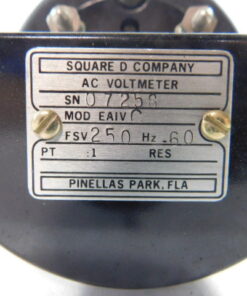 SQUARE D COMPANY
AC VOLTMETER
SN 07258
MOD EAIV C
FSV 250 Hz 60
PT :1 RES
PINELLAS PARK, FLA